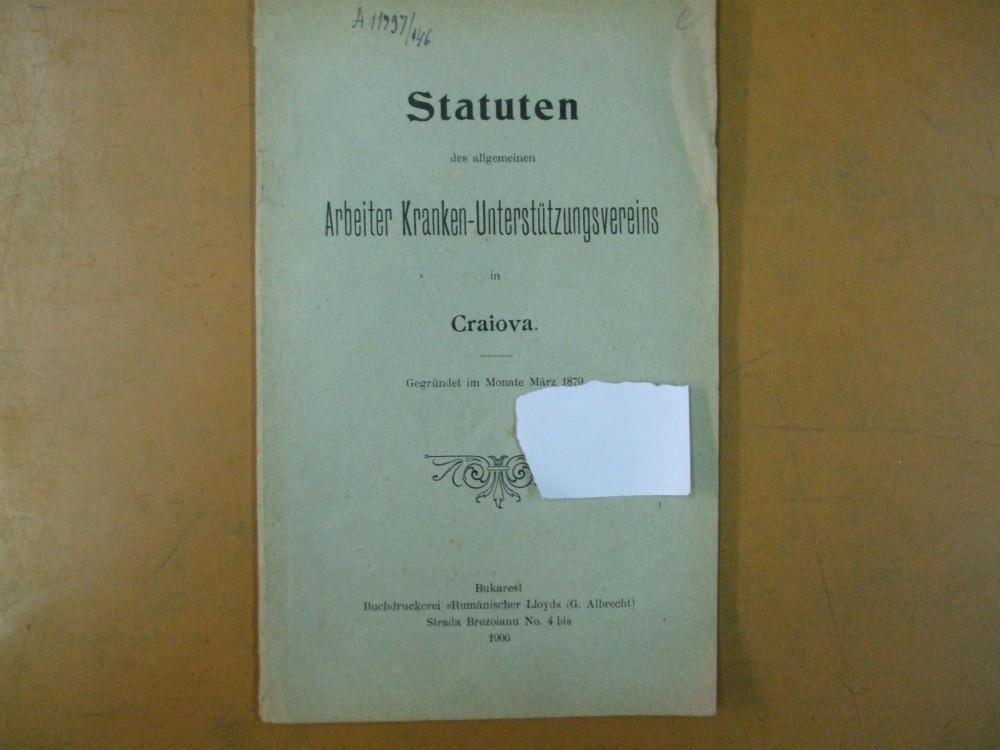 A 11997/946
Statuten
des allgemeinen
Arbeiter Kranken-Unterstützungsvereins
in
Craiova.
Gegründet im Monate März 1879
Bukarest
Buchdruckerei »Rumänischer Lloyd« (G. Albrecht)
Strada Brezoianu No. 4 bis
1906